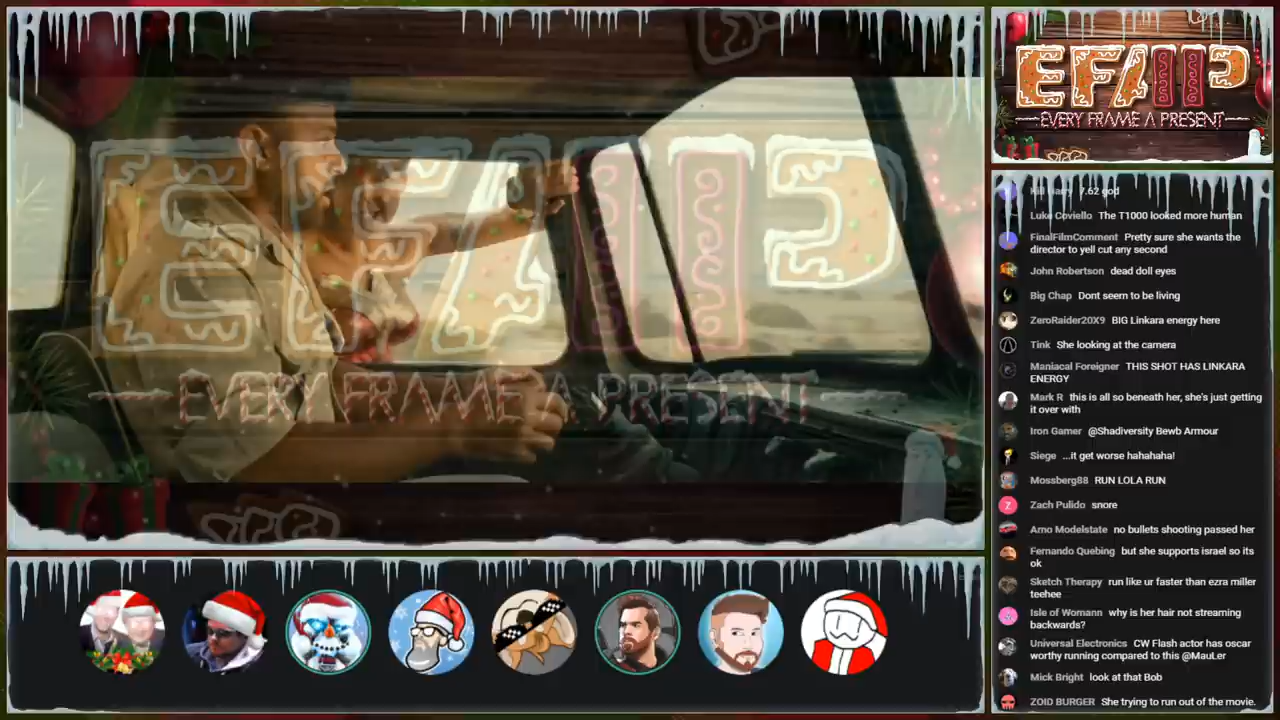 EFAP
EVERY FRAME A PRESENT
EFAP
EVERY FRAME A PRESENT
7.62 god
Luke Coviello The T1000 looked more human
FinalFilmComment Pretty sure she wants the
director to yell cut any second
John Robertson dead doll eyes
Big Chap Dont seem to be living
ZeroRaider20X9 BIG Linkara energy here
Tink She looking at the camera
Maniacal Foreigner THIS SHOT HAS LINKARA
ENERGY
Mark R this is all so beneath her, she's just getting
it over with
Iron Gamer @Shadiversity Bewb Armour
Siege ...it get worse hahahaha!
Mossberg88 RUN LOLA RUN
Z
Zach Pulido snore
Arno Modelstate no bullets shooting passed her
Fernando Quebing but she supports israel so its
ok
Sketch Therapy run like ur faster than ezra miller
teehee
Isle of Womann why is her hair not streaming
backwards?
Universal Electronics CW Flash actor has oscar
worthy running compared to this @MauLer
Mick Bright look at that Bob
ZOID BURGER She trying to run out of the movie.